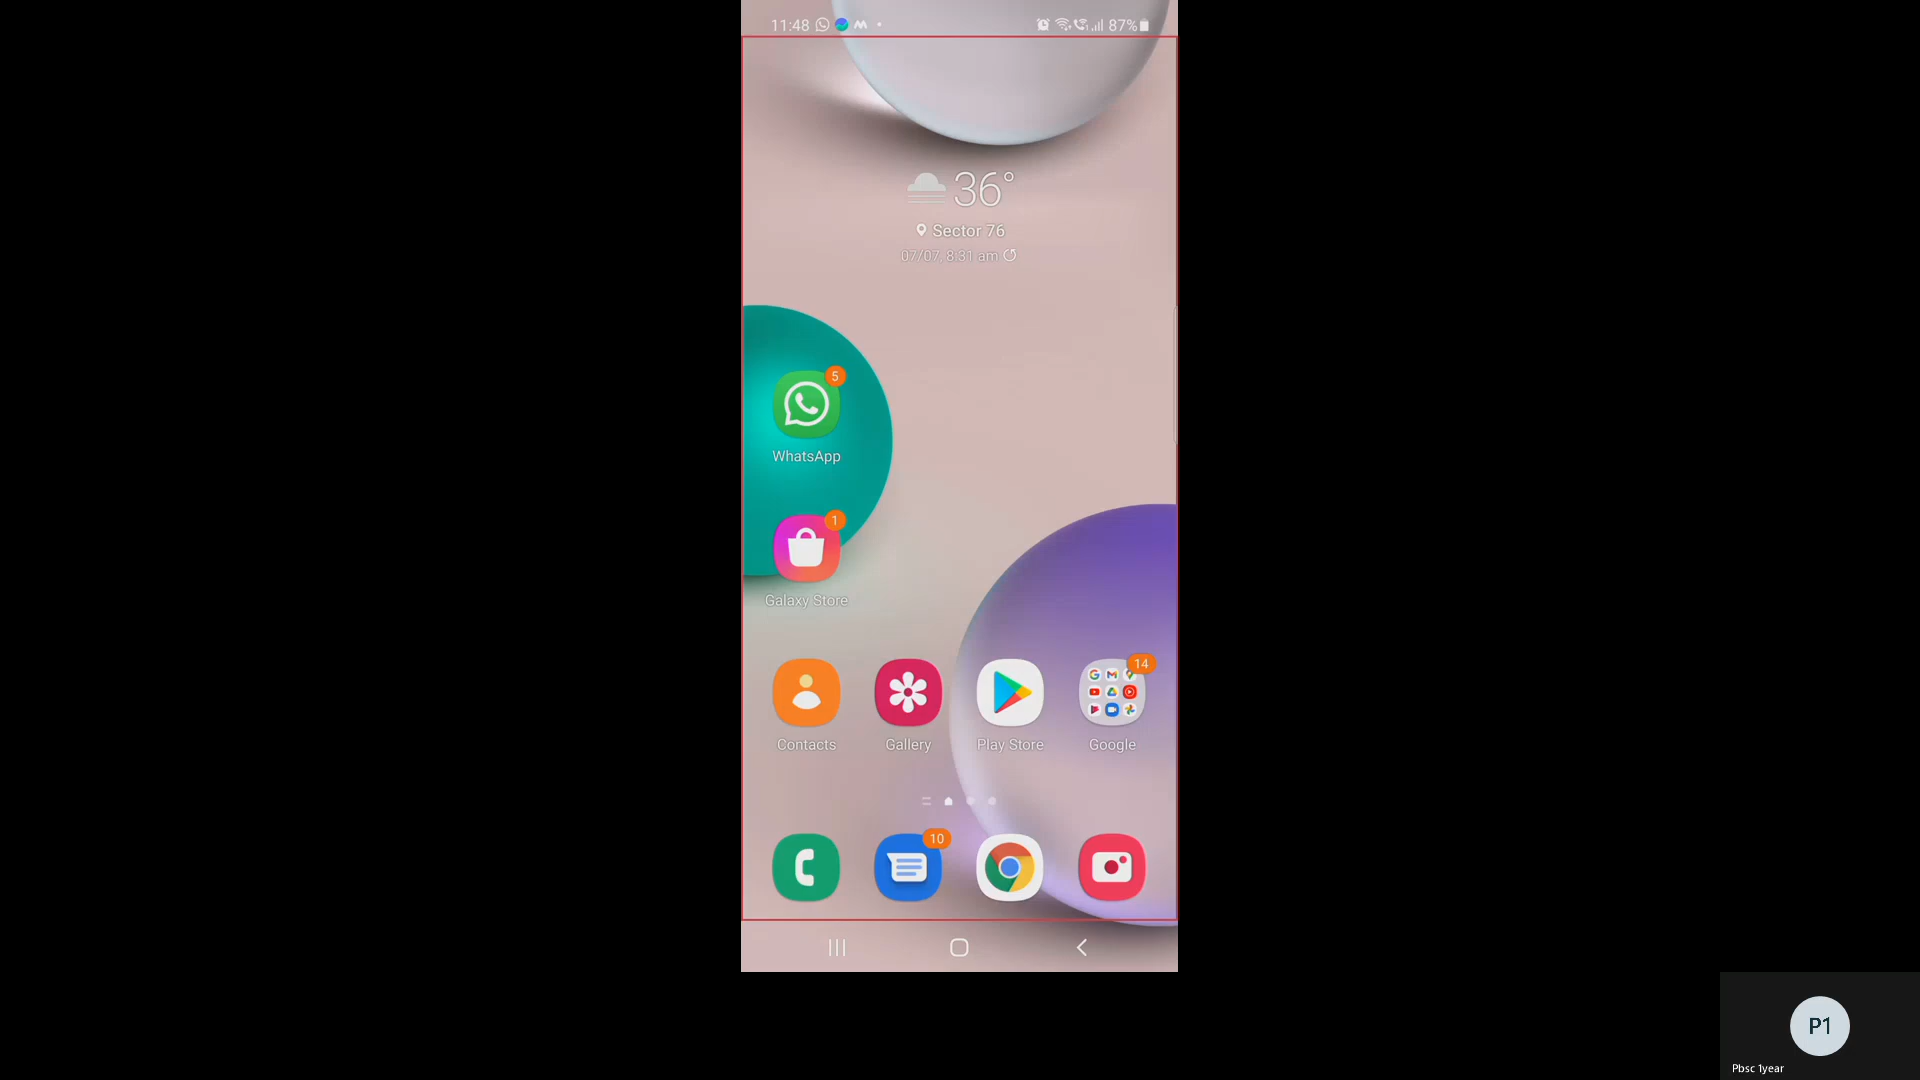 11:48 87%
36°
Sector 76
07/07, 8:31 am
5
WhatsApp
1
Galaxy Store
14
Contacts Gallery Play Store Google
10
P1
Pbsc 1year